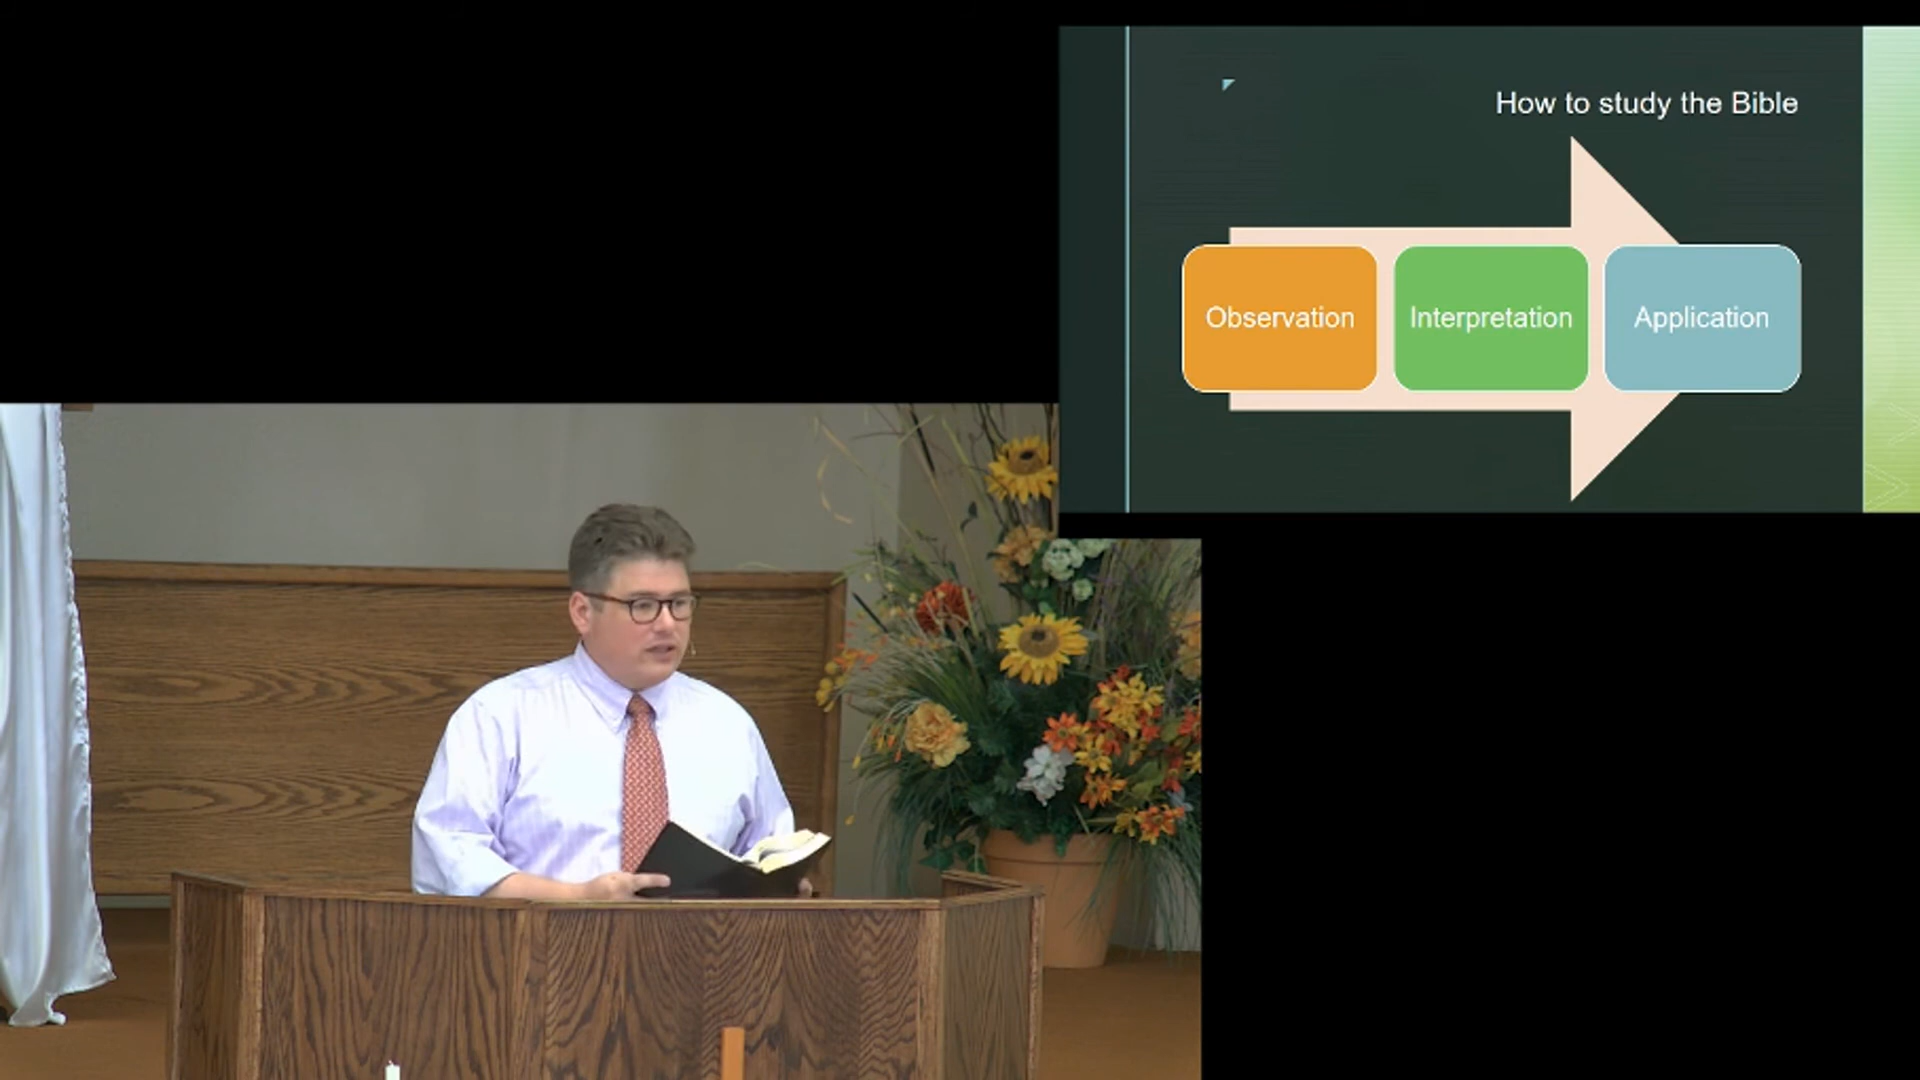 How to study the Bible
Observation
Interpretation
Application